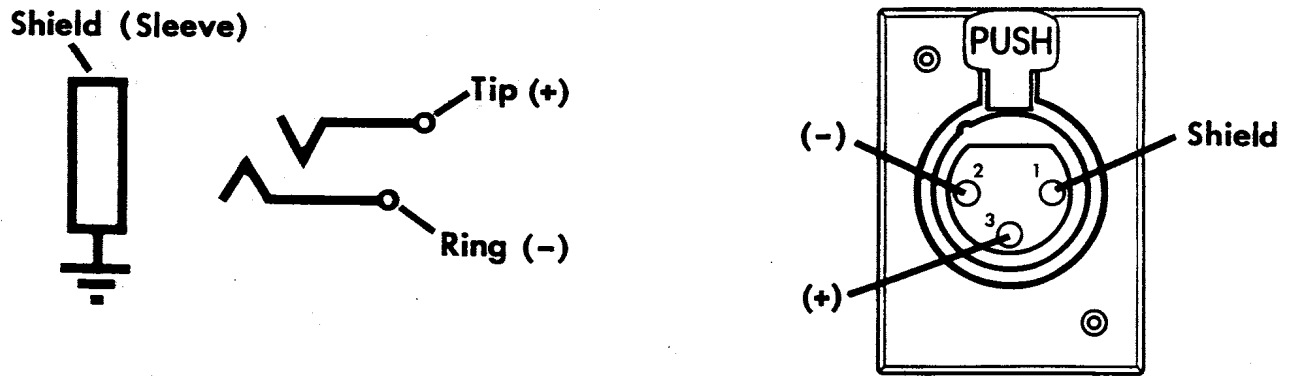 Shield (Sleeve)
Tip (+)
Ring (-)
PUSH
(-)
Shield
2
1
3
(+)